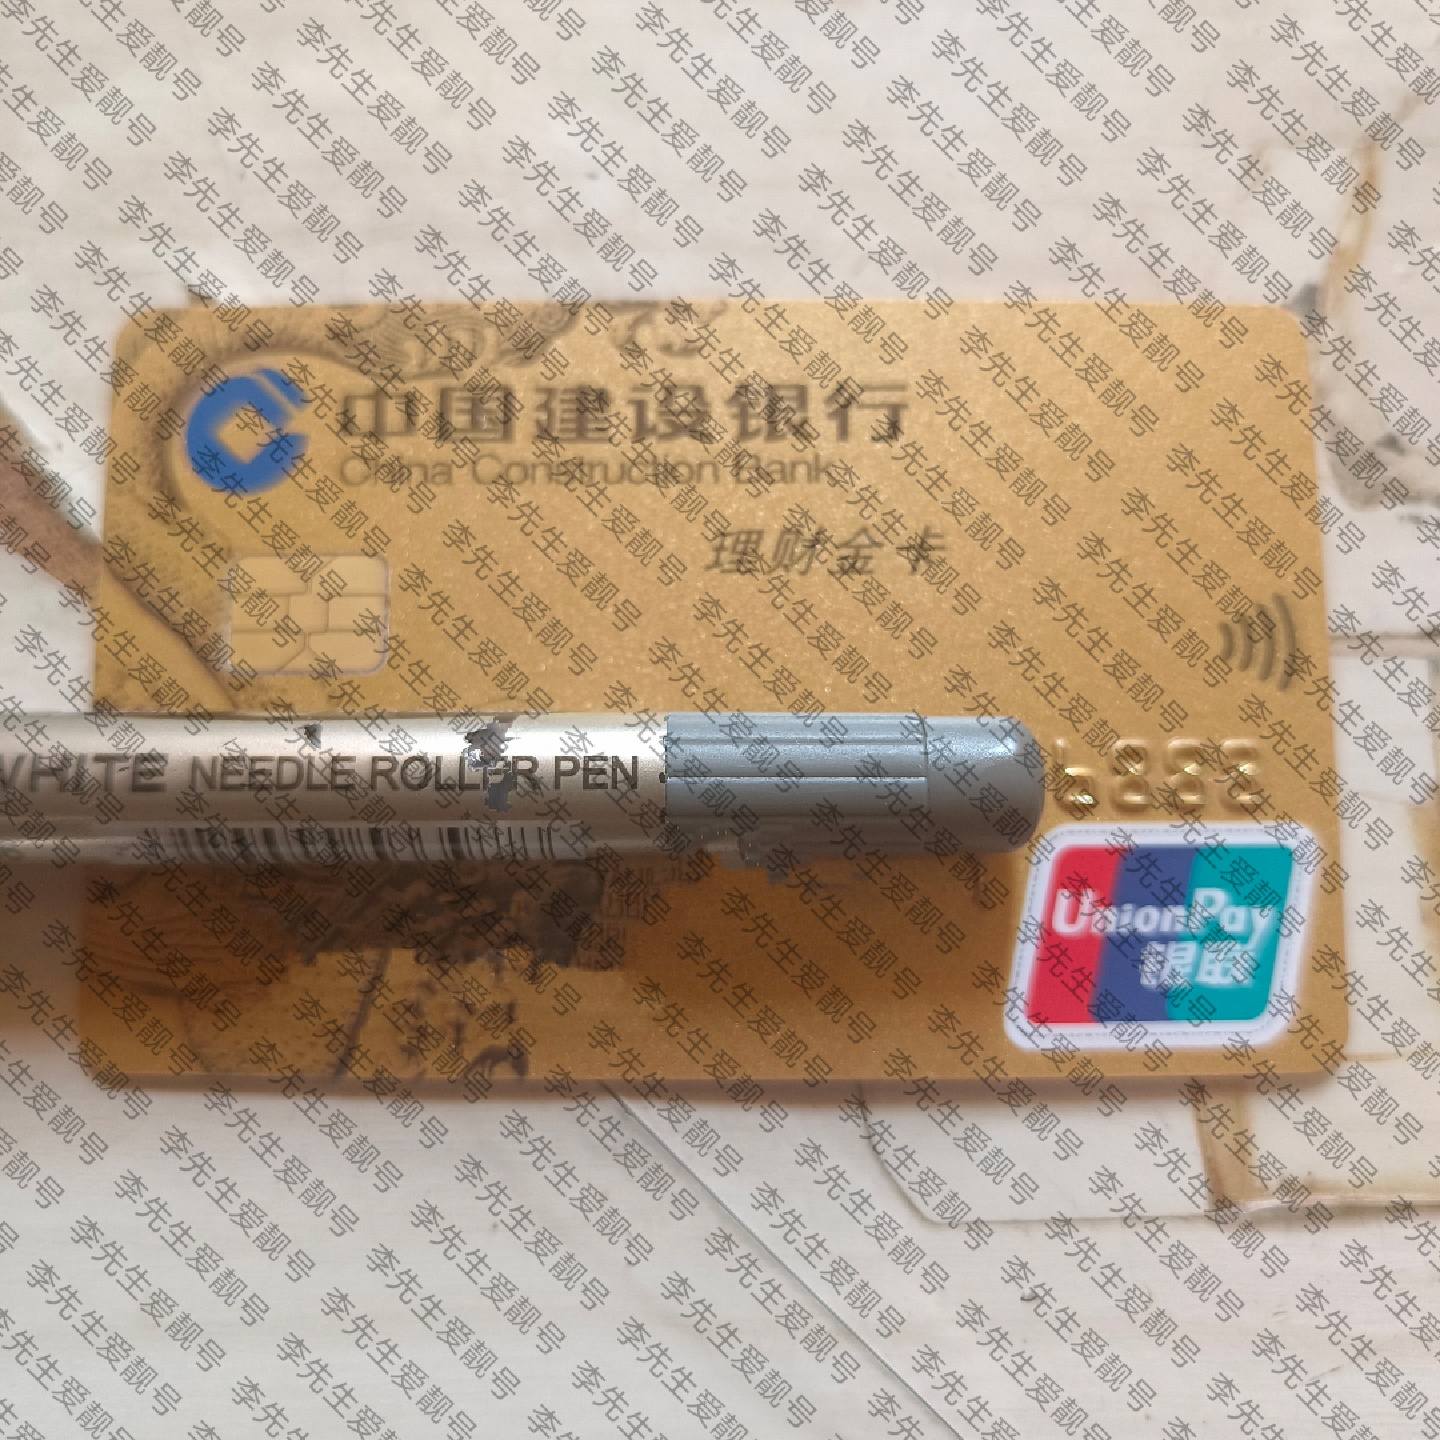 中国建设银行
China Construction Bank
理财金卡
WHITE NEEDLE ROLLER PEN
UnionPay
银联
李先生爱靓号